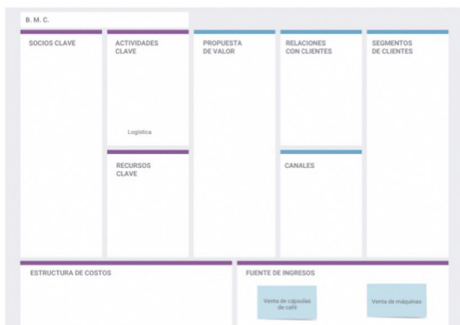 B. M. C.
SOCIOS CLAVE
ACTIVIDADES
CLAVE
PROPUESTA
DE VALOR
RELACIONES
CON CLIENTES
SEGMENTOS
DE CLIENTES
Logística
RECURSOS
CLAVE
CANALES
ESTRUCTURA DE COSTOS
FUENTE DE INGRESOS
Venta de cápsulas
de café
Venta de máquinas